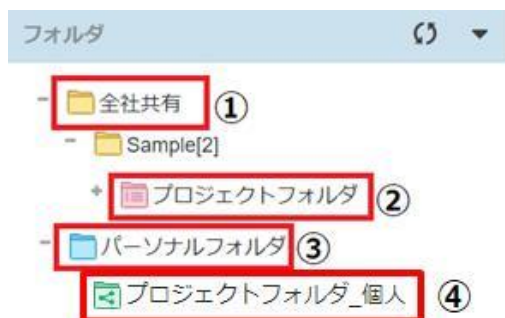 フォルダ
全社共有 ①
Sample[2]
プロジェクトフォルダ ②
パーソナルフォルダ ③
プロジェクトフォルダ_個人 ④